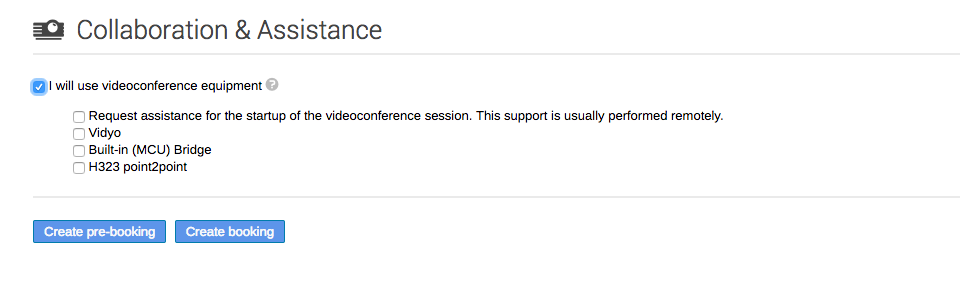 Collaboration & Assistance
I will use videoconference equipment ?
Request assistance for the startup of the videoconference session. This support is usually performed remotely.
Vidyo
Built-in (MCU) Bridge
H323 point2point
Create pre-booking
Create booking